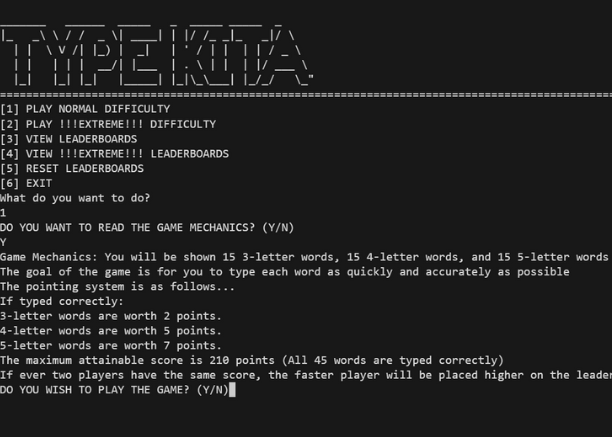 TYPE KITA
[1] PLAY NORMAL DIFFICULTY
[2] PLAY !!!EXTREME!!! DIFFICULTY
[3] VIEW LEADERBOARDS
[4] VIEW !!!EXTREME!!! LEADERBOARDS
[5] RESET LEADERBOARDS
[6] EXIT
What do you want to do?
1
DO YOU WANT TO READ THE GAME MECHANICS? (Y/N)
Y
Game Mechanics: You will be shown 15 3-letter words, 15 4-letter words, and 15 5-letter words
The goal of the game is for you to type each word as quickly and accurately as possible
The pointing system is as follows...
If typed correctly:
3-letter words are worth 2 points.
4-letter words are worth 5 points.
5-letter words are worth 7 points.
The maximum attainable score is 210 points (All 45 words are typed correctly)
If ever two players have the same score, the faster player will be placed higher on the leader
DO YOU WISH TO PLAY THE GAME? (Y/N)